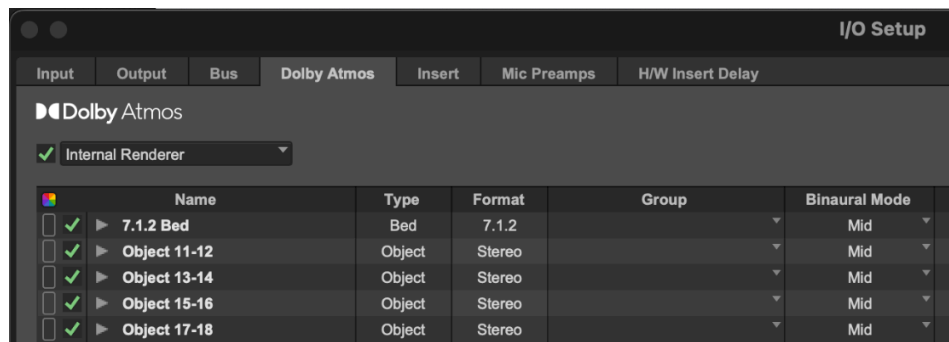 I/O Setup
Input Output Bus Dolby Atmos Insert Mic Preamps H/W Insert Delay
Dolby Atmos
Internal Renderer
Name Type Format Group Binaural Mode
7.1.2 Bed Bed 7.1.2 Mid
Object 11-12 Object Stereo Mid
Object 13-14 Object Stereo Mid
Object 15-16 Object Stereo Mid
Object 17-18 Object Stereo Mid